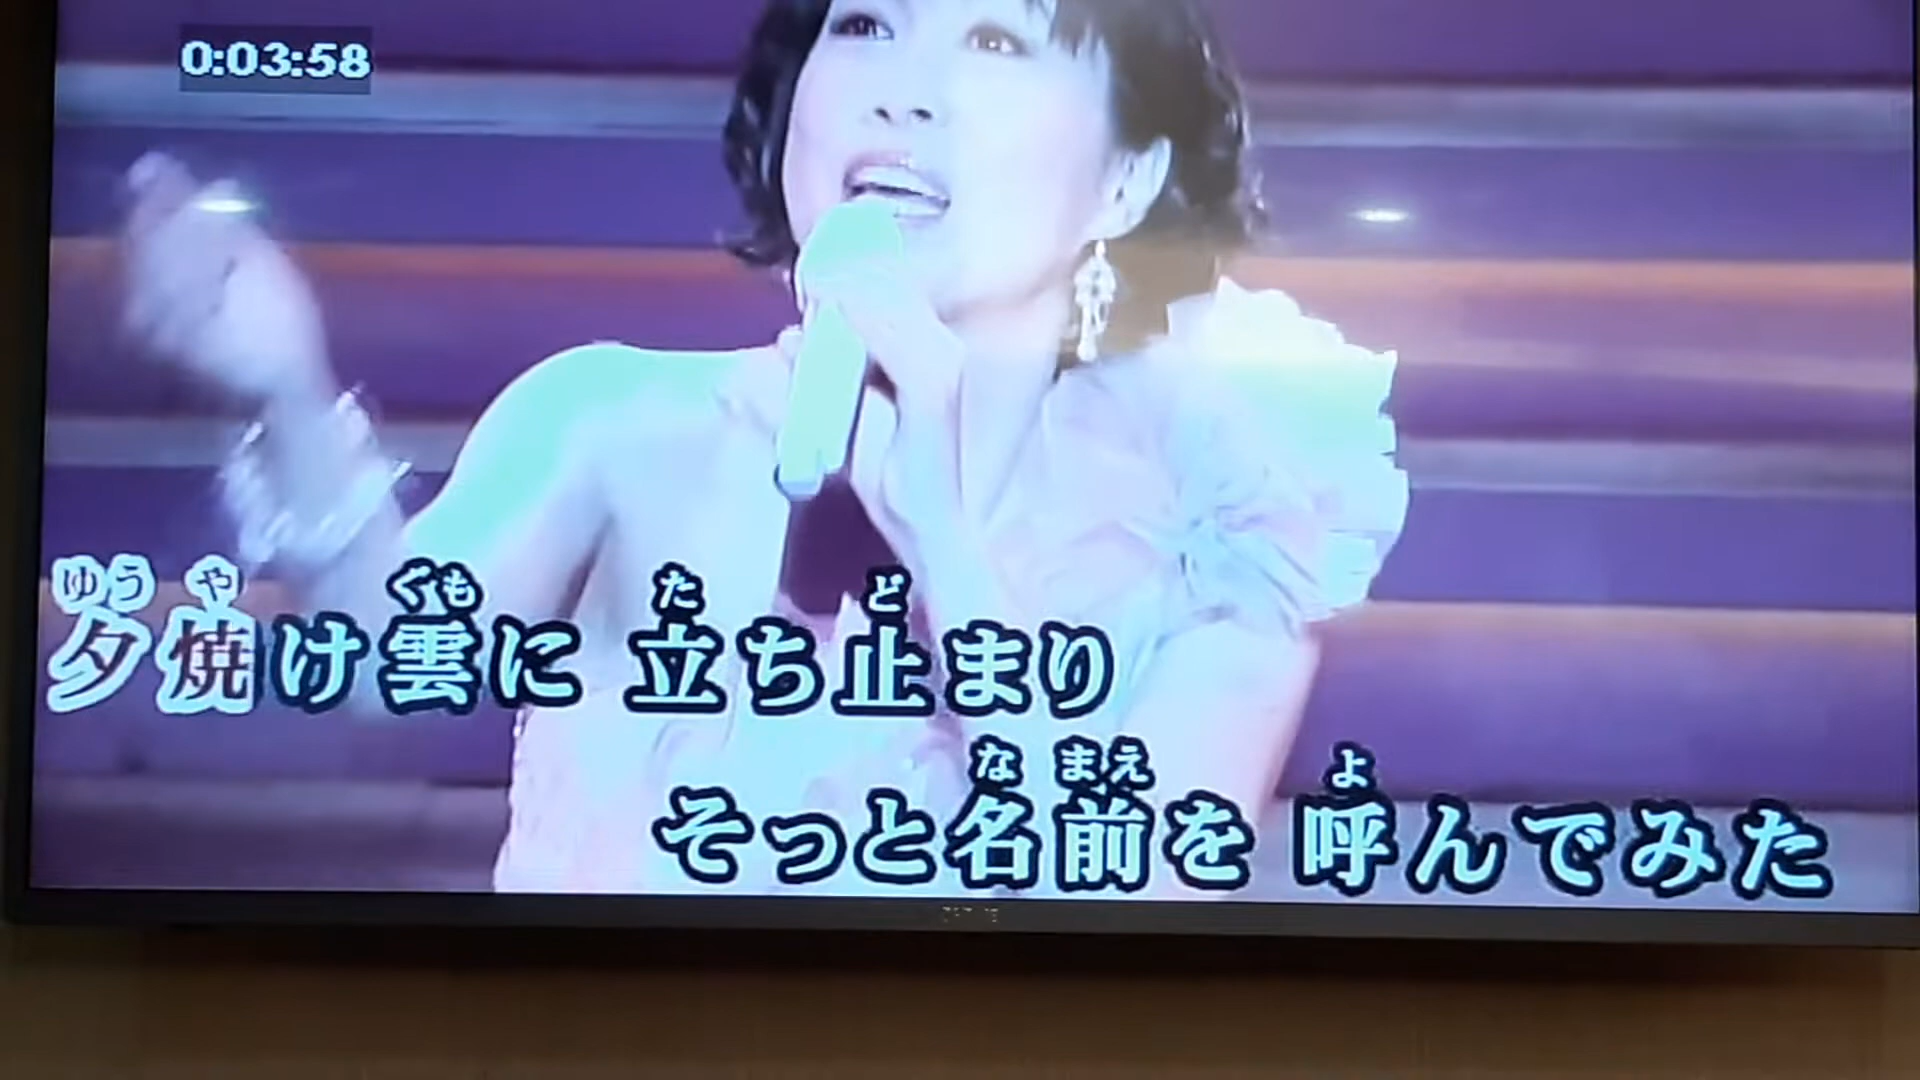 0:03:58
ゆう や ぐも た ど
夕焼け雲に 立ち止まり
な まえ よ
そっと名前を 呼んでみた